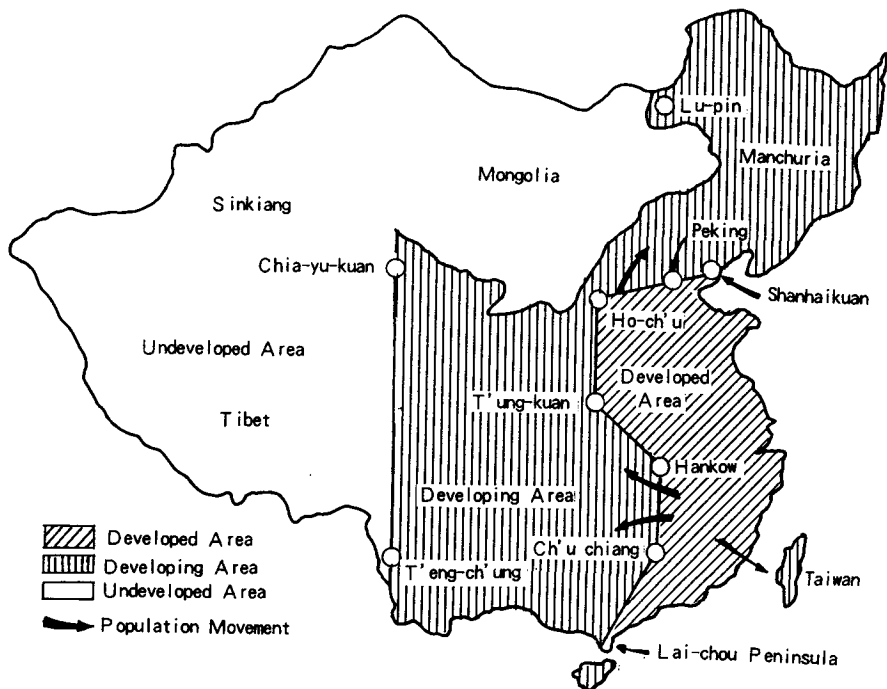 Lu-pin
Manchuria
Mongolia
Sinkiang
Peking
Chia-yu-kuan
Shanhaikuan
Ho-ch'u
Undeveloped Area
Developed
Area
T'ung-kuan
Tibet
Hankow
Developing Area
Ch'u chiang
T'eng-ch'ung
Taiwan
Lai-chou Peninsula
Developed Area
Developing Area
Undeveloped Area
Population Movement